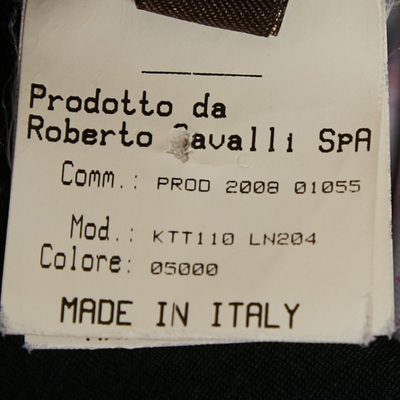 Prodotto da
Roberto Cavalli SpA
Comm.: PROD 2008 01055
Mod.: KTT110 LN204
Colore: 05000
MADE IN ITALY